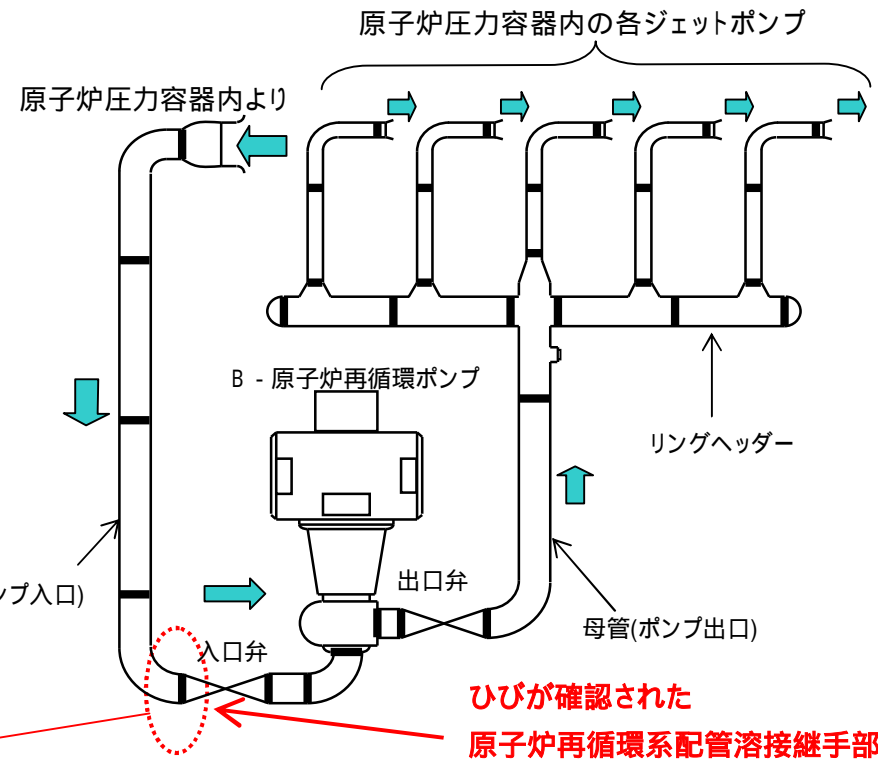 原子炉圧力容器内の各ジェットポンプ
原子炉圧力容器内より
B - 原子炉再循環ポンプ
リングヘッダー
ンプ入口)
出口弁
母管(ポンプ出口)
入口弁
ひびが確認された
原子炉再循環系配管溶接継手部